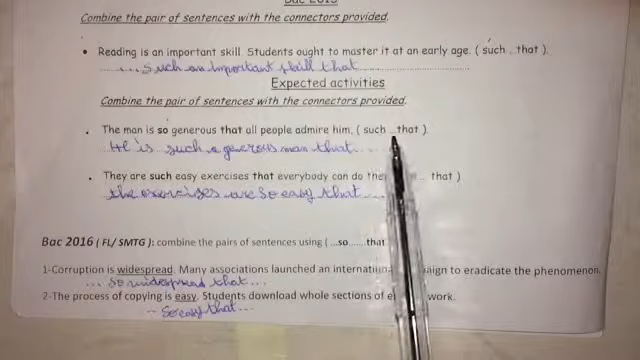 Bac 2015
Combine the pair of sentences with the connectors provided.
• Reading is an important skill. Students ought to master it at an early age. ( such ...that ).
....Such an important skill that
Expected activities
Combine the pair of sentences with the connectors provided.
. The man is so generous that all people admire him. ( such ...that ).
He is such a generous man that....
. They are such easy exercises that everybody can do the ... that )
the exercises are so easy that....
Bac 2016 ( FL/ SMTG ): combine the pairs of sentences using ( ...so.......that
1-Corruption is widespread. Many associations launched an internation paign to eradicate the phenomenon.
... so widespread that...
2-The process of copying is easy. Students download whole sections of work.
-- So easy that...